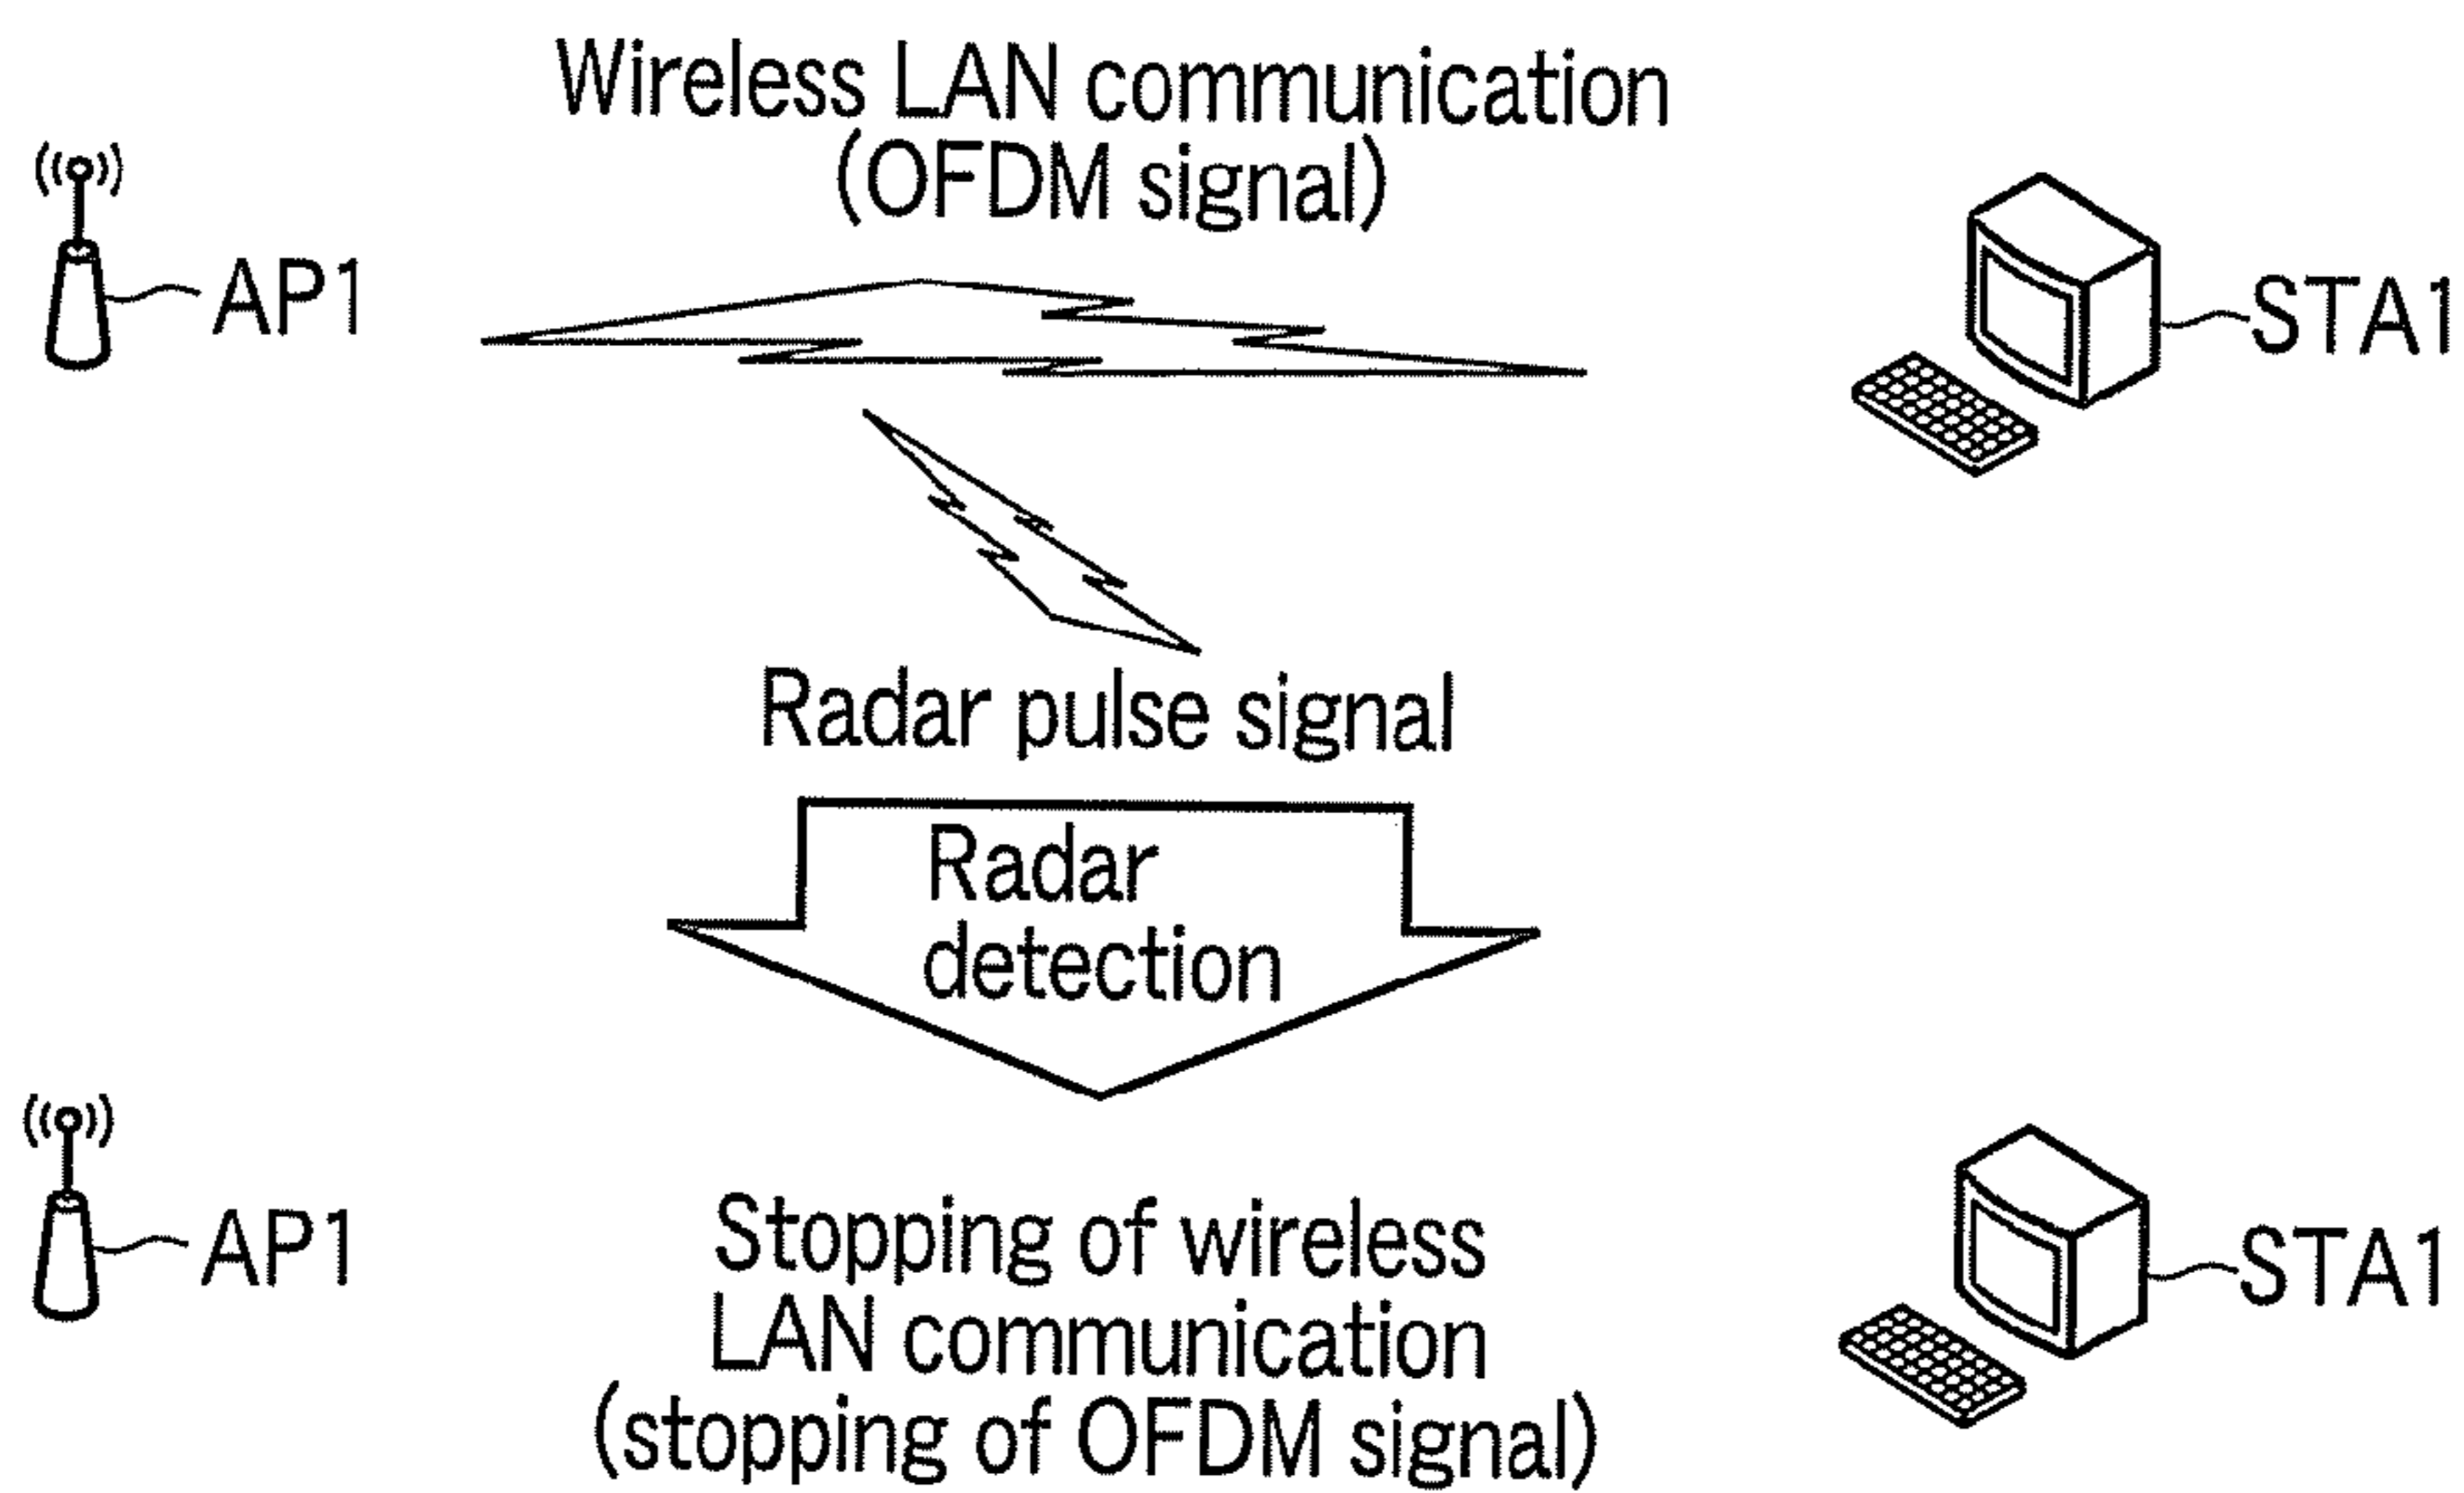 Wireless LAN communication
(OFDM signal)
AP1
STA1
Radar pulse signal
Radar
detection
AP1
STA1
Stopping of wireless
LAN communication
(stopping of OFDM signal)